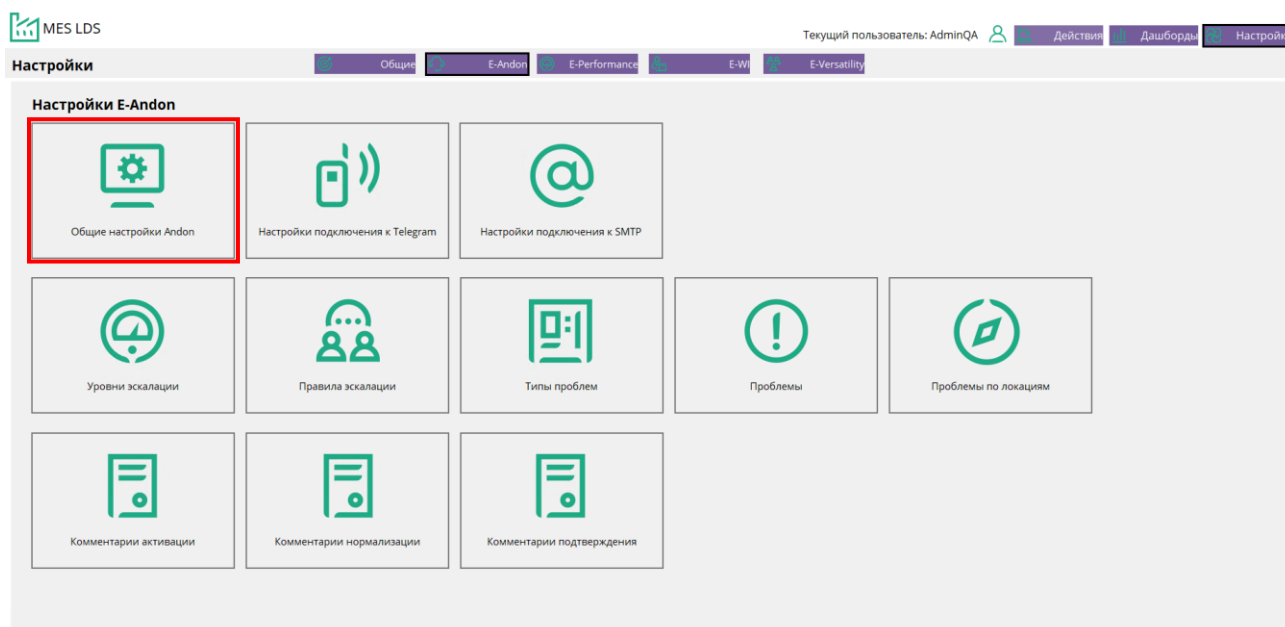 MES LDS
Текущий пользователь: AdminQA Действия Дашборды Настройк
Настройки Общие E-Andon E-Performance E-WI E-Versatility
Настройки E-Andon
Общие настройки Andon Настройки подключения к Telegram Настройки подключения к SMTP
Уровни эскалации Правила эскалации Типы проблем Проблемы Проблемы по локациям
Комментарии активации Комментарии нормализации Комментарии подтверждения